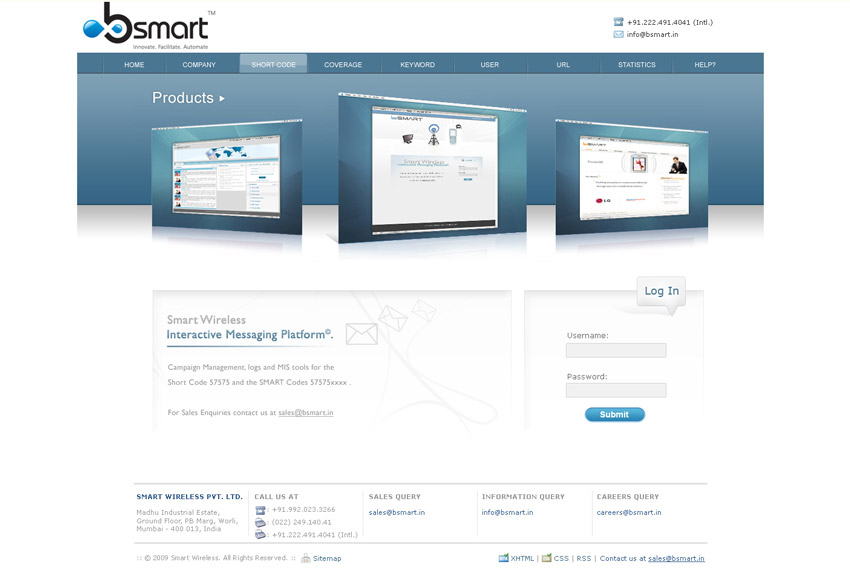 bsmart™
Innovate. Facilitate. Automate
+91.222.491.4041 (Intl.)
info@bsmart.in
HOME COMPANY SHORT CODE COVERAGE KEYWORD USER URL STATISTICS HELP?
Products
bSMART
Smart Wireless
bSMART
LG
Log In
Smart Wireless
Interactive Messaging Platform©.
Campaign Management, logs and MIS tools for the
Short Code 57575 and the SMART Codes 57575xxxx .
For Sales Enquiries contact us at sales@bsmart.in
Username:
Password:
Submit
SMART WIRELESS PVT. LTD.
Madhu Industrial Estate,
Ground Floor, PB Marg, Worli,
Mumbai - 400 013, India
CALL US AT
: +91.992.023.3266
: (022) 249.140.41
: +91.222.491.4041 (Intl.)
SALES QUERY
sales@bsmart.in
INFORMATION QUERY
info@bsmart.in
CAREERS QUERY
careers@bsmart.in
:: © 2009 Smart Wireless. All Rights Reserved. :: Sitemap
XHTML | CSS | RSS | Contact us at sales@bsmart.in